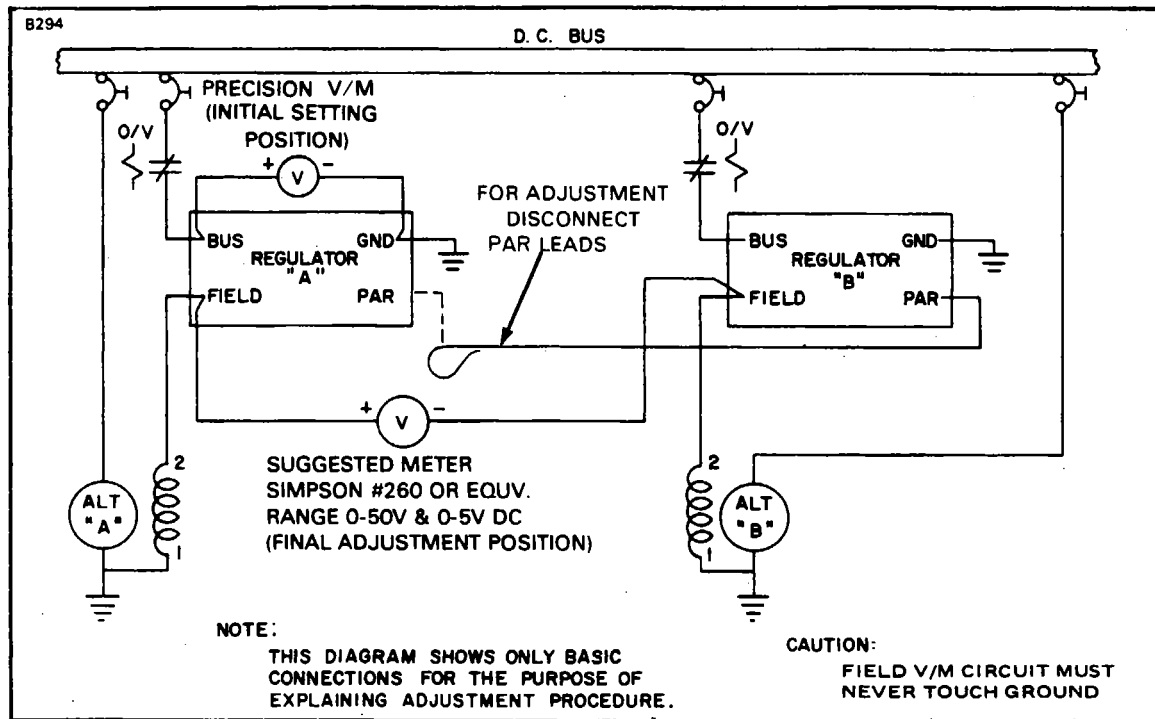 B294
D. C. BUS
PRECISION V/M
(INITIAL SETTING
POSITION)
O/V
+ V -
O/V
FOR ADJUSTMENT
DISCONNECT
PAR LEADS
BUS GND
REGULATOR
"A"
FIELD PAR
BUS GND
REGULATOR
"B"
FIELD PAR
+ V -
SUGGESTED METER
SIMPSON #260 OR EQUV.
RANGE 0-50V & 0-5V DC
(FINAL ADJUSTMENT POSITION)
ALT
"A"
2
1
2
1
ALT
"B"
NOTE:
THIS DIAGRAM SHOWS ONLY BASIC
CONNECTIONS FOR THE PURPOSE OF
EXPLAINING ADJUSTMENT PROCEDURE.
CAUTION:
FIELD V/M CIRCUIT MUST
NEVER TOUCH GROUND